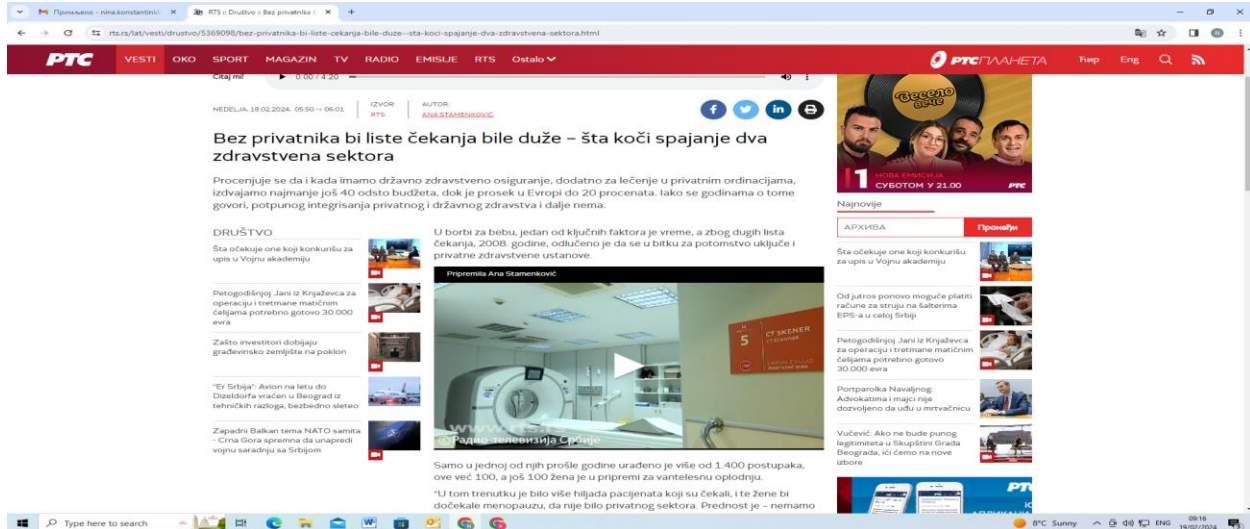 Примљено - nina.konstantinic
RTS :: Društvo :: Bez privatnika
rts.rs/lat/vesti/drustvo/5369098/bez-privatnika-bi-liste-cekanja-bile-duze--sta-koci-spajanje-dva-zdravstvena-sektora.html
РТС VESTI OKO SPORT MAGAZIN TV RADIO EMISIJE RTS Ostalo
РТС ПЛАНЕТА Ћир Eng
Čitaj mi!
0:00 / 4:20
NEDELJA, 18.02.2024, 05:50 -> 06:01
IZVOR:
RTS
AUTOR:
ANA STAMENKOVIĆ
Bez privatnika bi liste čekanja bile duže – šta koči spajanje dva
zdravstvena sektora
Procenjuje se da i kada imamo državno zdravstveno osiguranje, dodatno za lečenje u privatnim ordinacijama,
izdvajamo najmanje još 40 odsto budžeta, dok je prosek u Evropi do 20 procenata. Iako se godinama o tome
govori, potpunog integrisanja privatnog i državnog zdravstva i dalje nema.
DRUŠTVO
Šta očekuje one koji konkurišu za
upis u Vojnu akademiju
Petogodišnjoj Jani iz Knjaževca za
operaciju i tretmane matičnim
ćelijama potrebno gotovo 30.000
evra
Zašto investitori dobijaju
građevinsko zemljište na poklon
"Er Srbija": Avion na letu do
Dizeldorfa vraćen u Beograd iz
tehničkih razloga, bezbedno sleteo
Zapadni Balkan tema NATO samita
- Crna Gora spremna da unapredi
vojnu saradnju sa Srbijom
U borbi za bebu, jedan od ključnih faktora je vreme, a zbog dugih lista
čekanja, 2008. godine, odlučeno je da se u bitku za potomstvo uključe i
privatne zdravstvene ustanove.
Pripremila Ana Stamenković
5
CT SKENER
www.rts.rs
©Радио-телевизија Србије
Samo u jednoj od njih prošle godine urađeno je više od 1.400 postupaka,
ove već 100, a još 100 žena je u pripremi za vantelesnu oplodnju.
"U tom trenutku je bilo više hiljada pacijenata koji su čekali, i te žene bi
dočekale menopauzu, da nije bilo privatnog sektora. Prednost je – nemamo
Весело
вече
1
НОВА ЕМИСИЈА
СУБОТОМ У 21.00
РТС
Najnovije
АРХИВА
Пронађи
Šta očekuje one koji konkurišu
za upis u Vojnu akademiju
Od jutros ponovo moguće platiti
račune za struju na šalterima
EPS-a u celoj Srbiji
Petogodišnjoj Jani iz Knjaževca
za operaciju i tretmane matičnim
ćelijama potrebno gotovo
30.000 evra
Portparolka Navaljnog:
Advokatima i majci nije
dozvoljeno da uđu u mrtvačnicu
Vučević: Ako ne bude punog
legitimiteta u Skupštini Grada
Beograda, ići ćemo na nove
izbore
Type here to search
8°C Sunny
ENG
09:16
19/02/2024